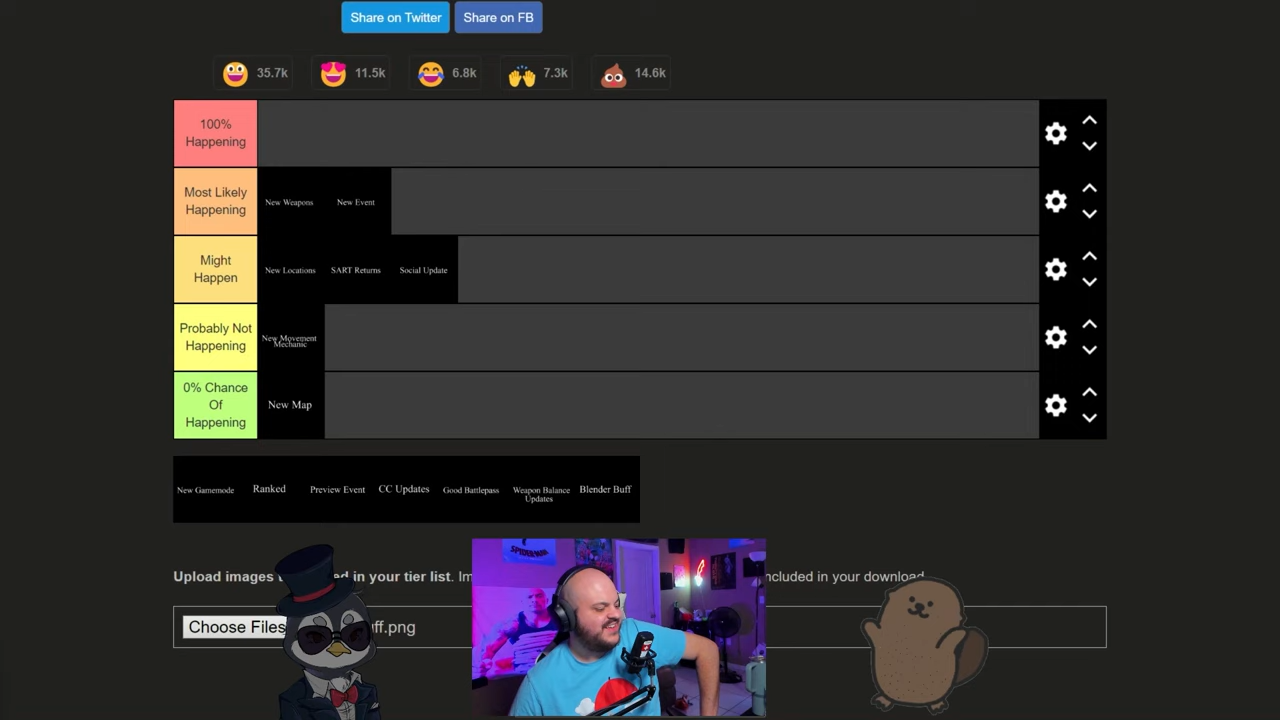 Share on Twitter
Share on FB
35.7k
11.5k
6.8k
7.3k
14.6k
100%
Happening
Most Likely
Happening
New Weapons
New Event
Might
Happen
New Locations
SART Returns
Social Update
Probably Not
Happening
New Movement
Mechanic
0% Chance
Of
Happening
New Map
New Gamemode
Ranked
Preview Event
CC Updates
Good Battlepass
Weapon Balance
Updates
Blender Buff
Upload images
ed in your tier list. Im
ncluded in your download.
Choose Files
uff.png